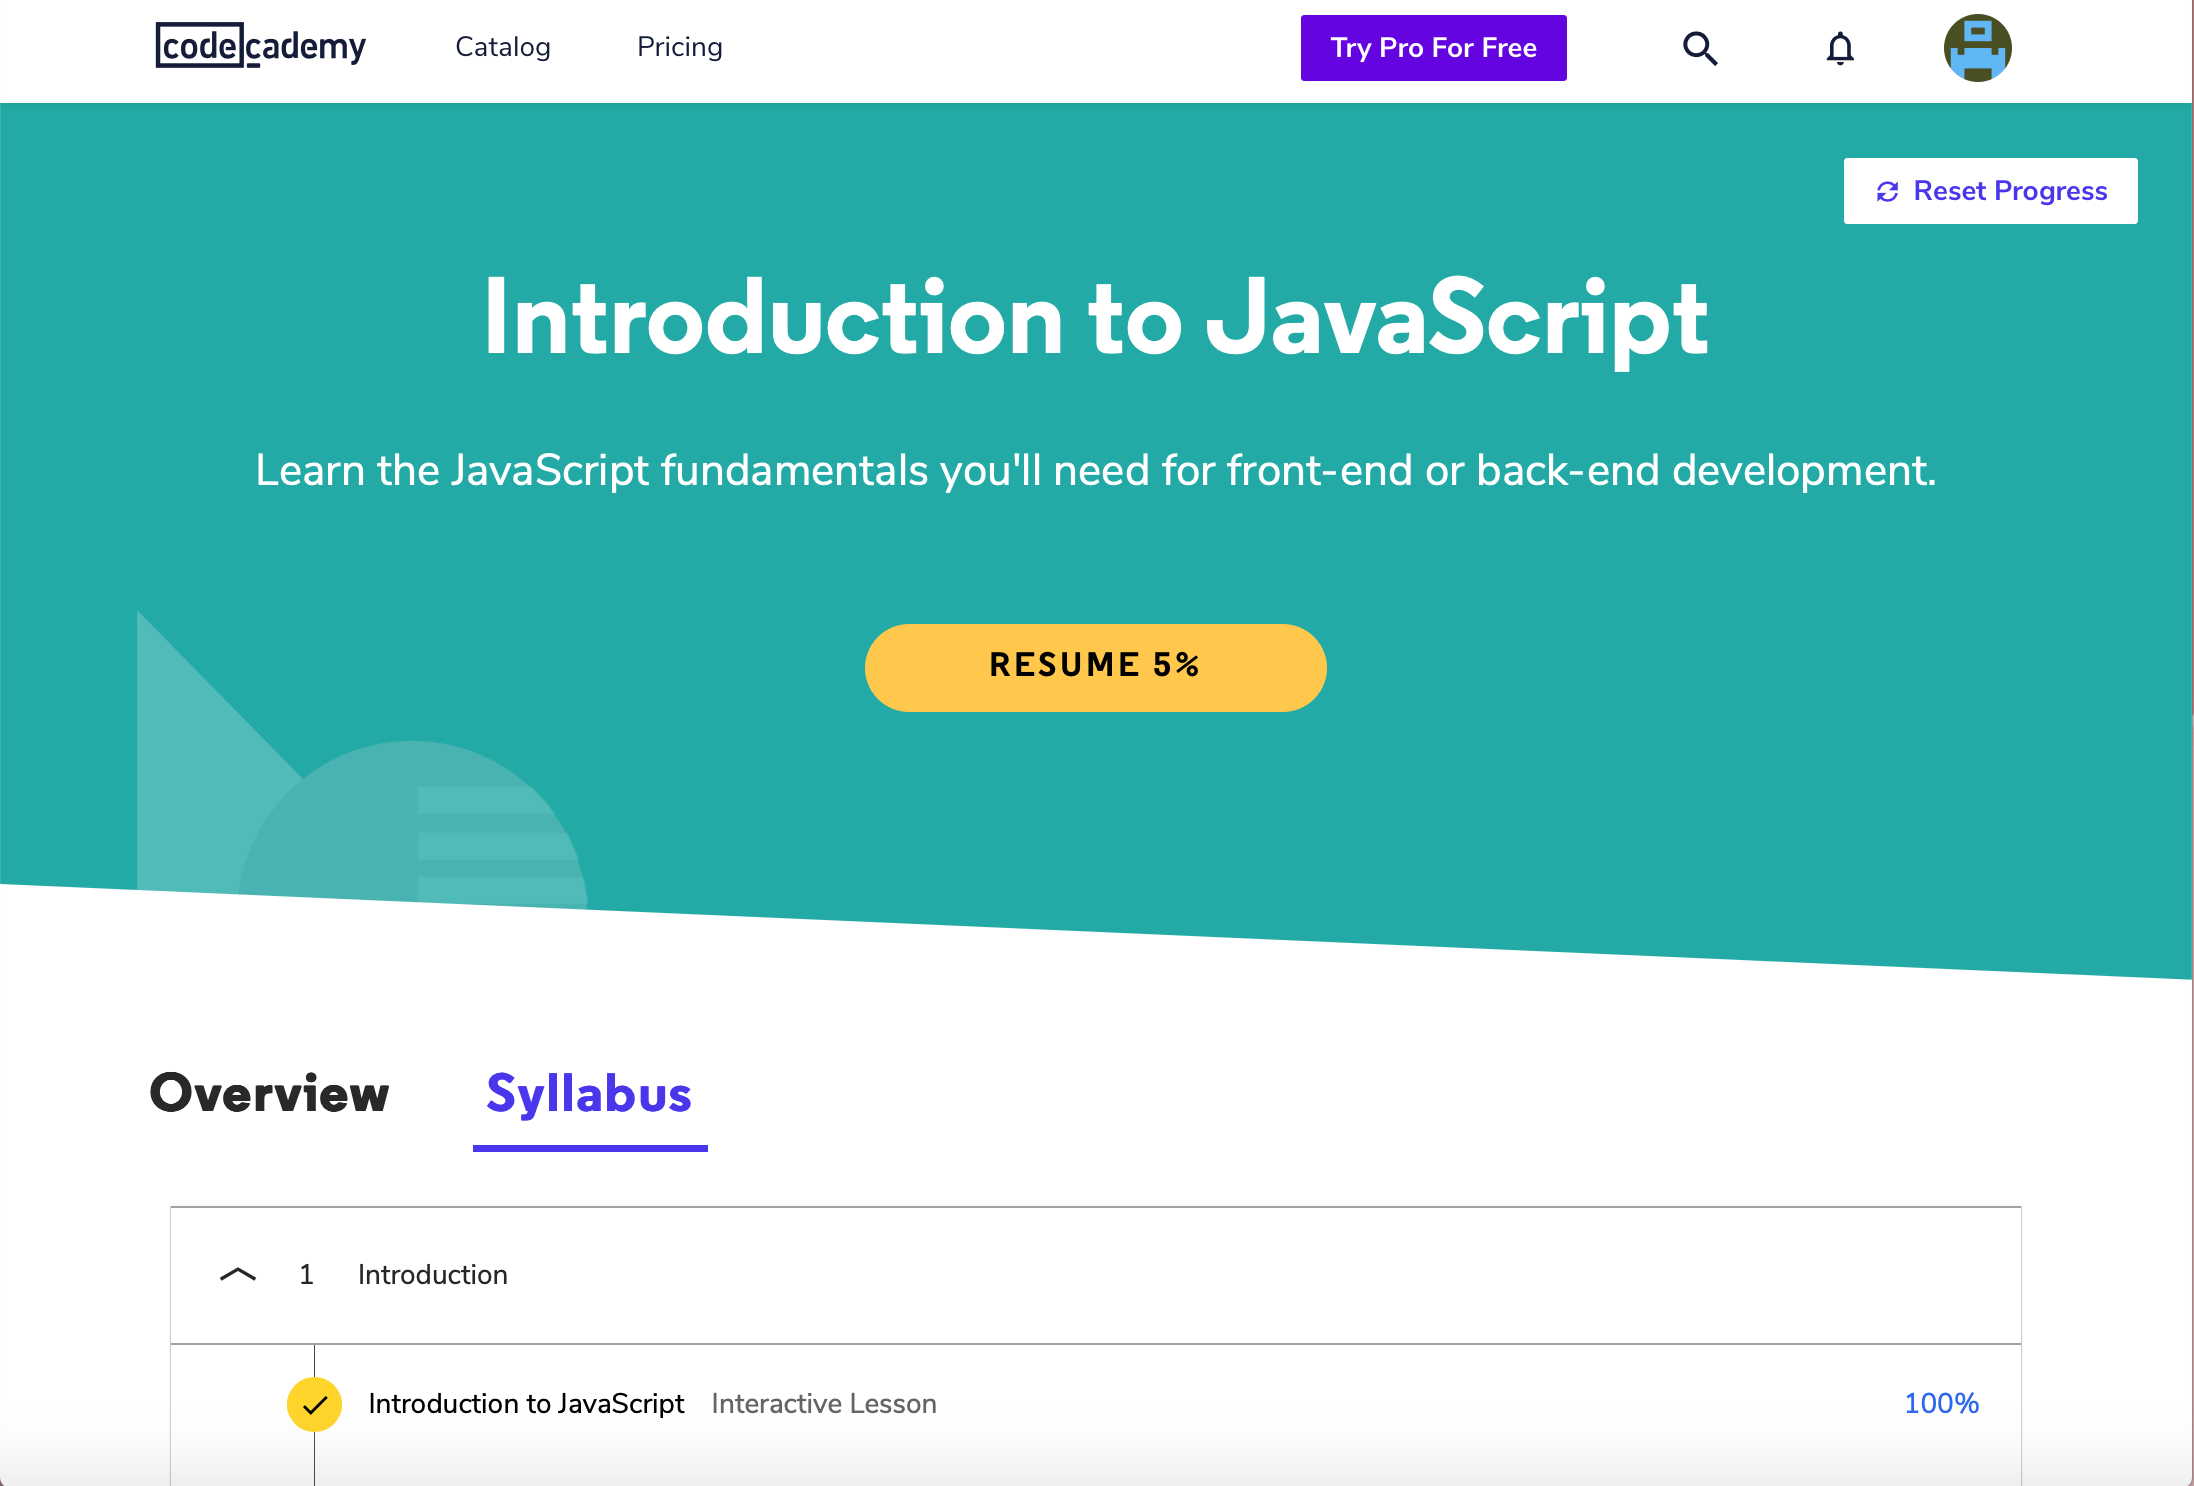 codecademy
Catalog
Pricing
Try Pro For Free
Reset Progress
Introduction to JavaScript
Learn the JavaScript fundamentals you'll need for front-end or back-end development.
RESUME 5%
Overview
Syllabus
1 Introduction
Introduction to JavaScript Interactive Lesson 100%